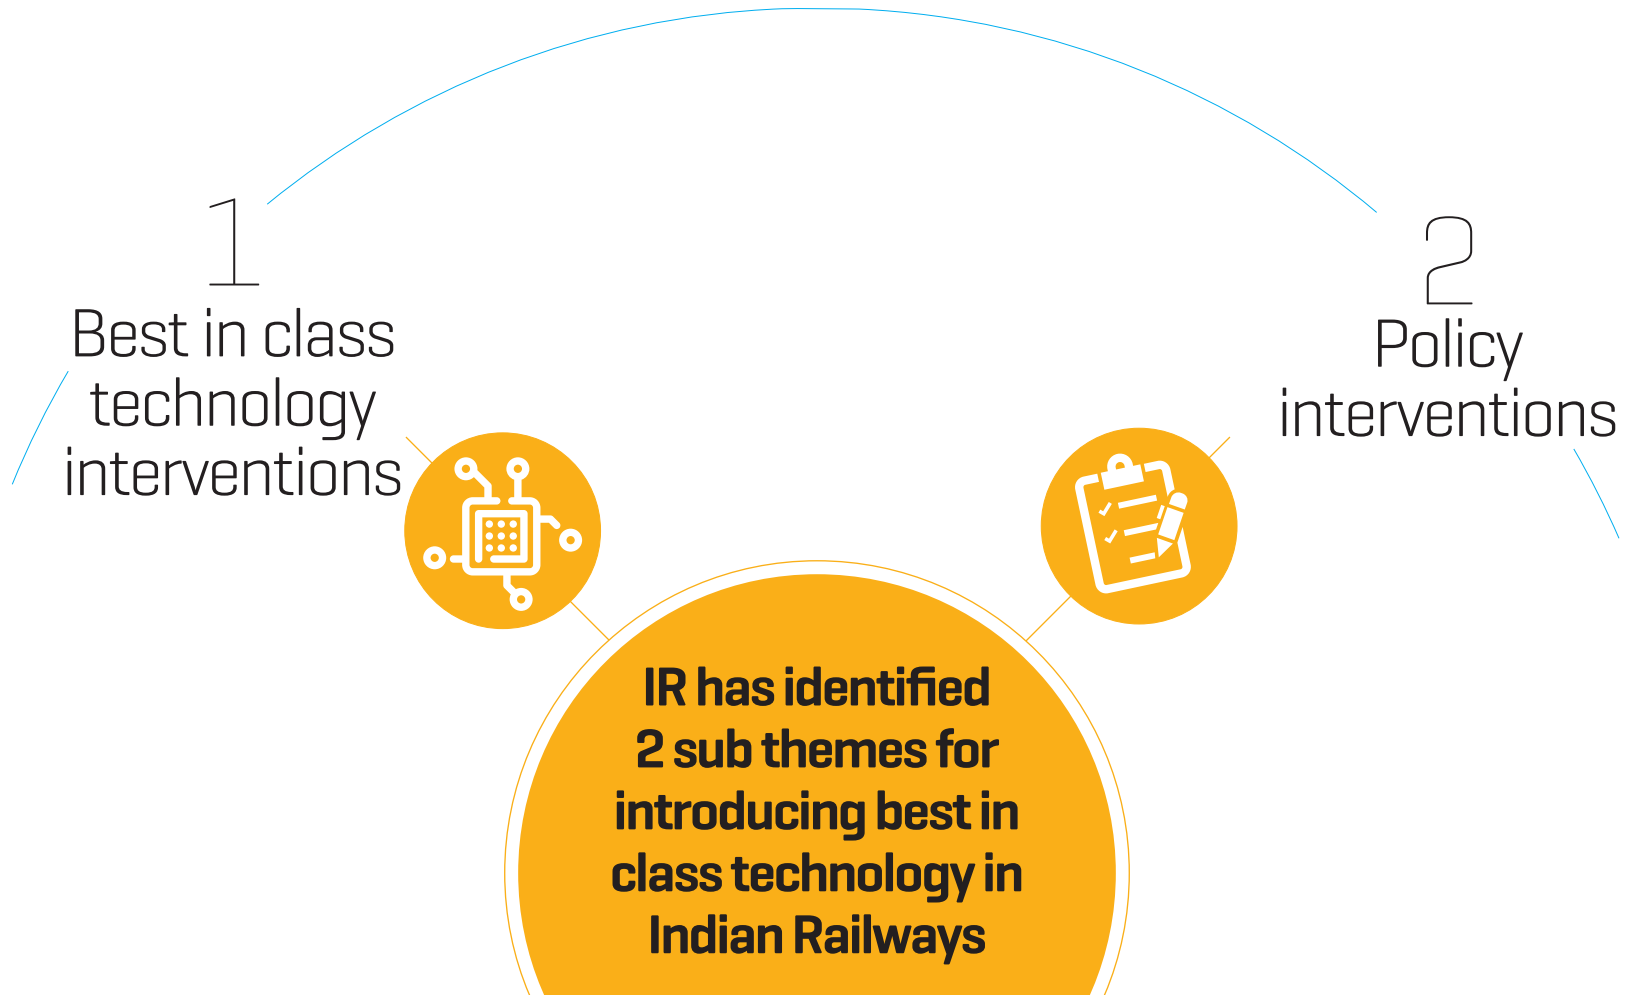 1
Best in class
technology
interventions
2
Policy
interventions
IR has identified
2 sub themes for
introducing best in
class technology in
Indian Railways